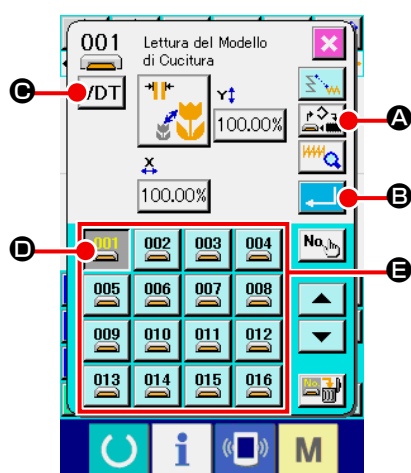 001 Lettura del Modello
di Cucitura
C
/DT
A
Y
100.00%
X
100.00%
B
No.
D
001 002 003 004
E
005 006 007 008
009 010 011 012
013 014 015 016
No.
i
M